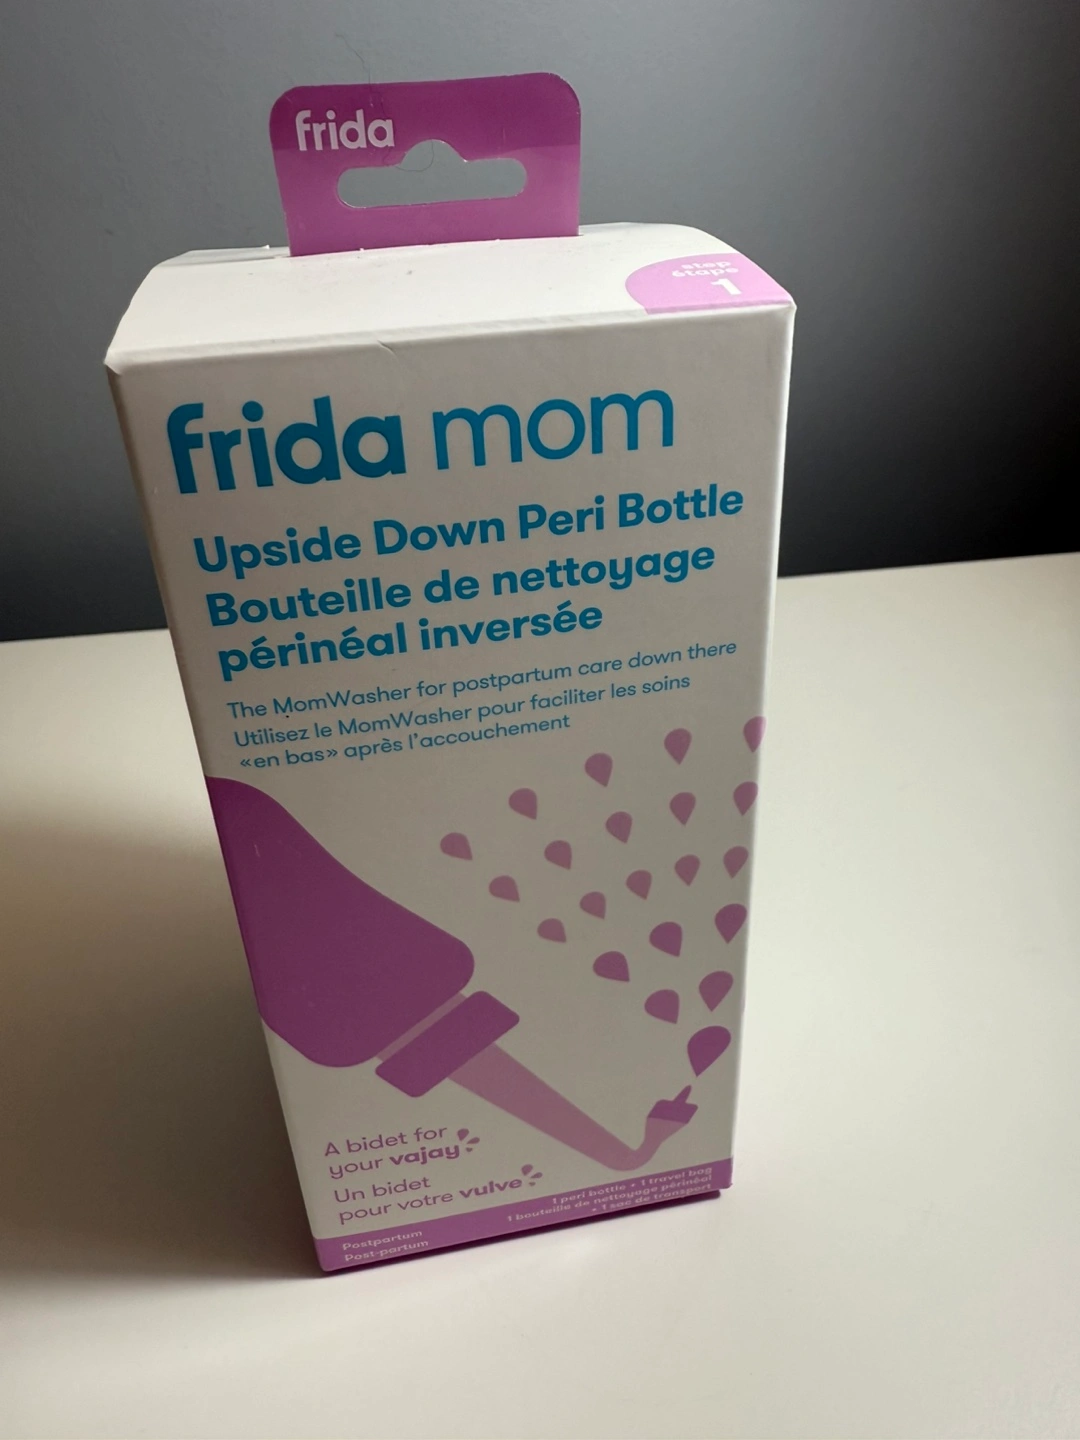 frida
step
étape
1
frida mom
Upside Down Peri Bottle
Bouteille de nettoyage
périnéal inversée
The MomWasher for postpartum care down there
Utilisez le MomWasher pour faciliter les soins
«en bas» après l'accouchement
A bidet for
your vajay
Un bidet
pour votre vulve
1 peri bottle • 1 travel bag
1 bouteille de nettoyage périnéal
• 1 sac de transport
Postpartum
Post-partum